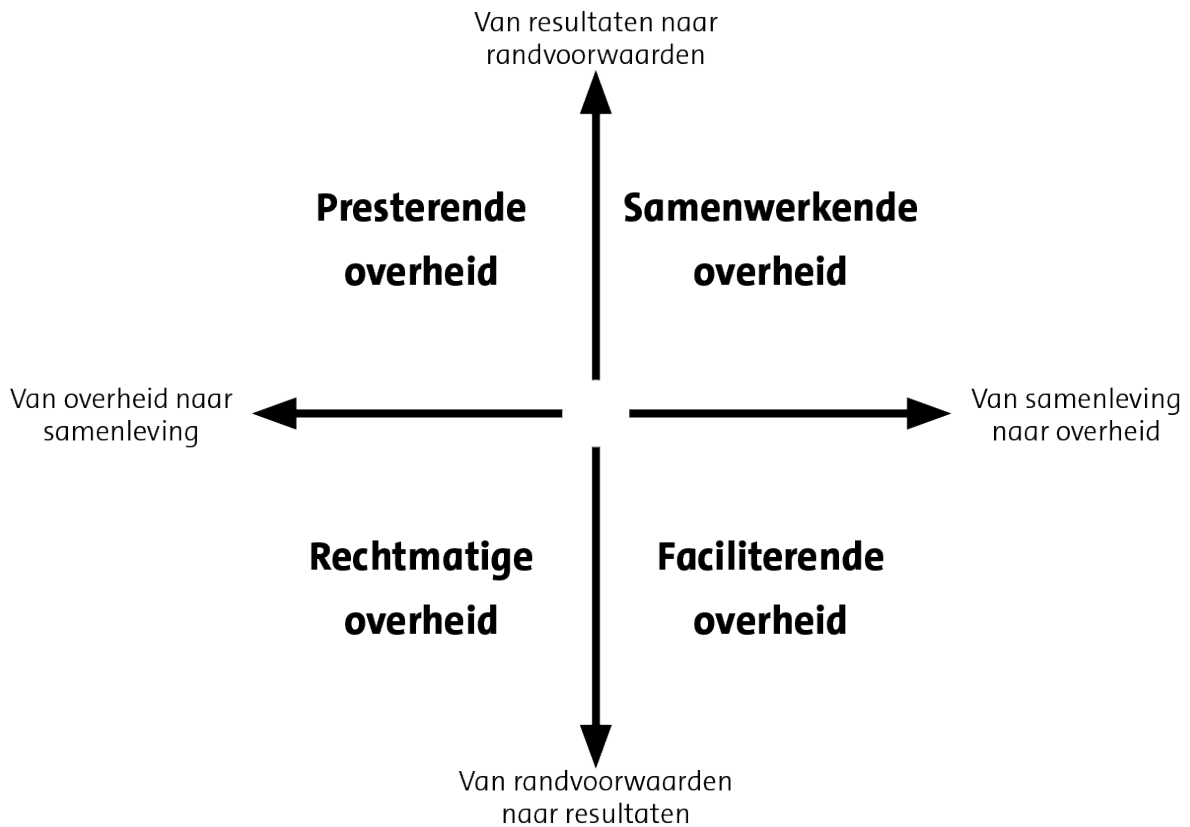 Van resultaten naar
randvoorwaarden
Presterende
overheid
Samenwerkende
overheid
Van overheid naar
samenleving
Van samenleving
naar overheid
Rechtmatige
overheid
Faciliterende
overheid
Van randvoorwaarden
naar resultaten